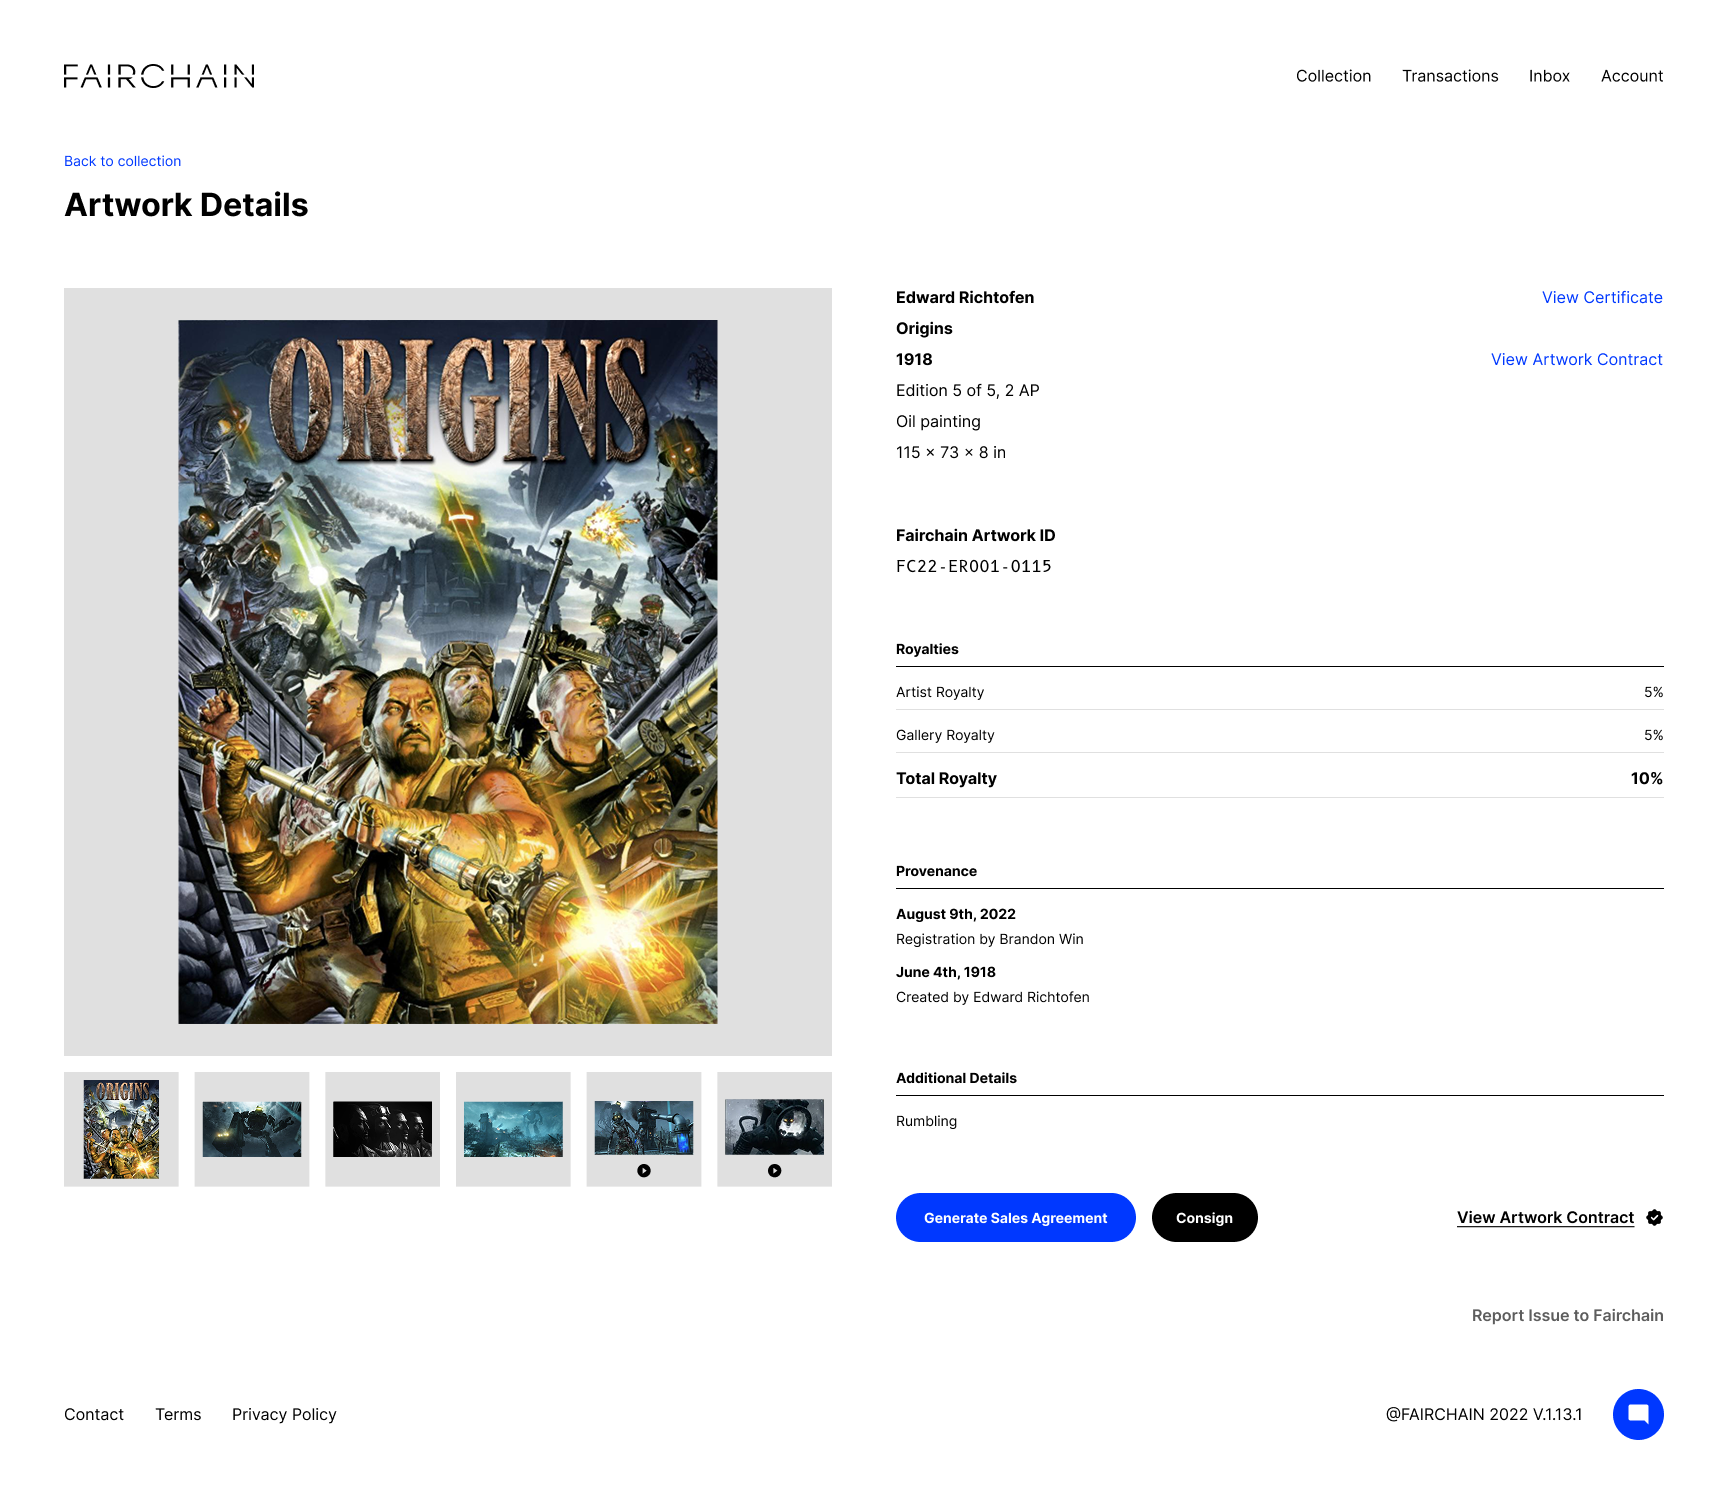 FAIRCHAIN
Collection Transactions Inbox Account
Back to collection
Artwork Details
ORIGINS
Edward Richtofen
View Certificate
Origins
1918
View Artwork Contract
Edition 5 of 5, 2 AP
Oil painting
115 × 73 × 8 in
Fairchain Artwork ID
FC22-ER001-0115
Royalties
Artist Royalty 5%
Gallery Royalty 5%
Total Royalty 10%
Provenance
August 9th, 2022
Registration by Brandon Win
June 4th, 1918
Created by Edward Richtofen
Additional Details
Rumbling
ORIGINS
Generate Sales Agreement Consign View Artwork Contract
Report Issue to Fairchain
Contact Terms Privacy Policy
@FAIRCHAIN 2022 V.1.13.1